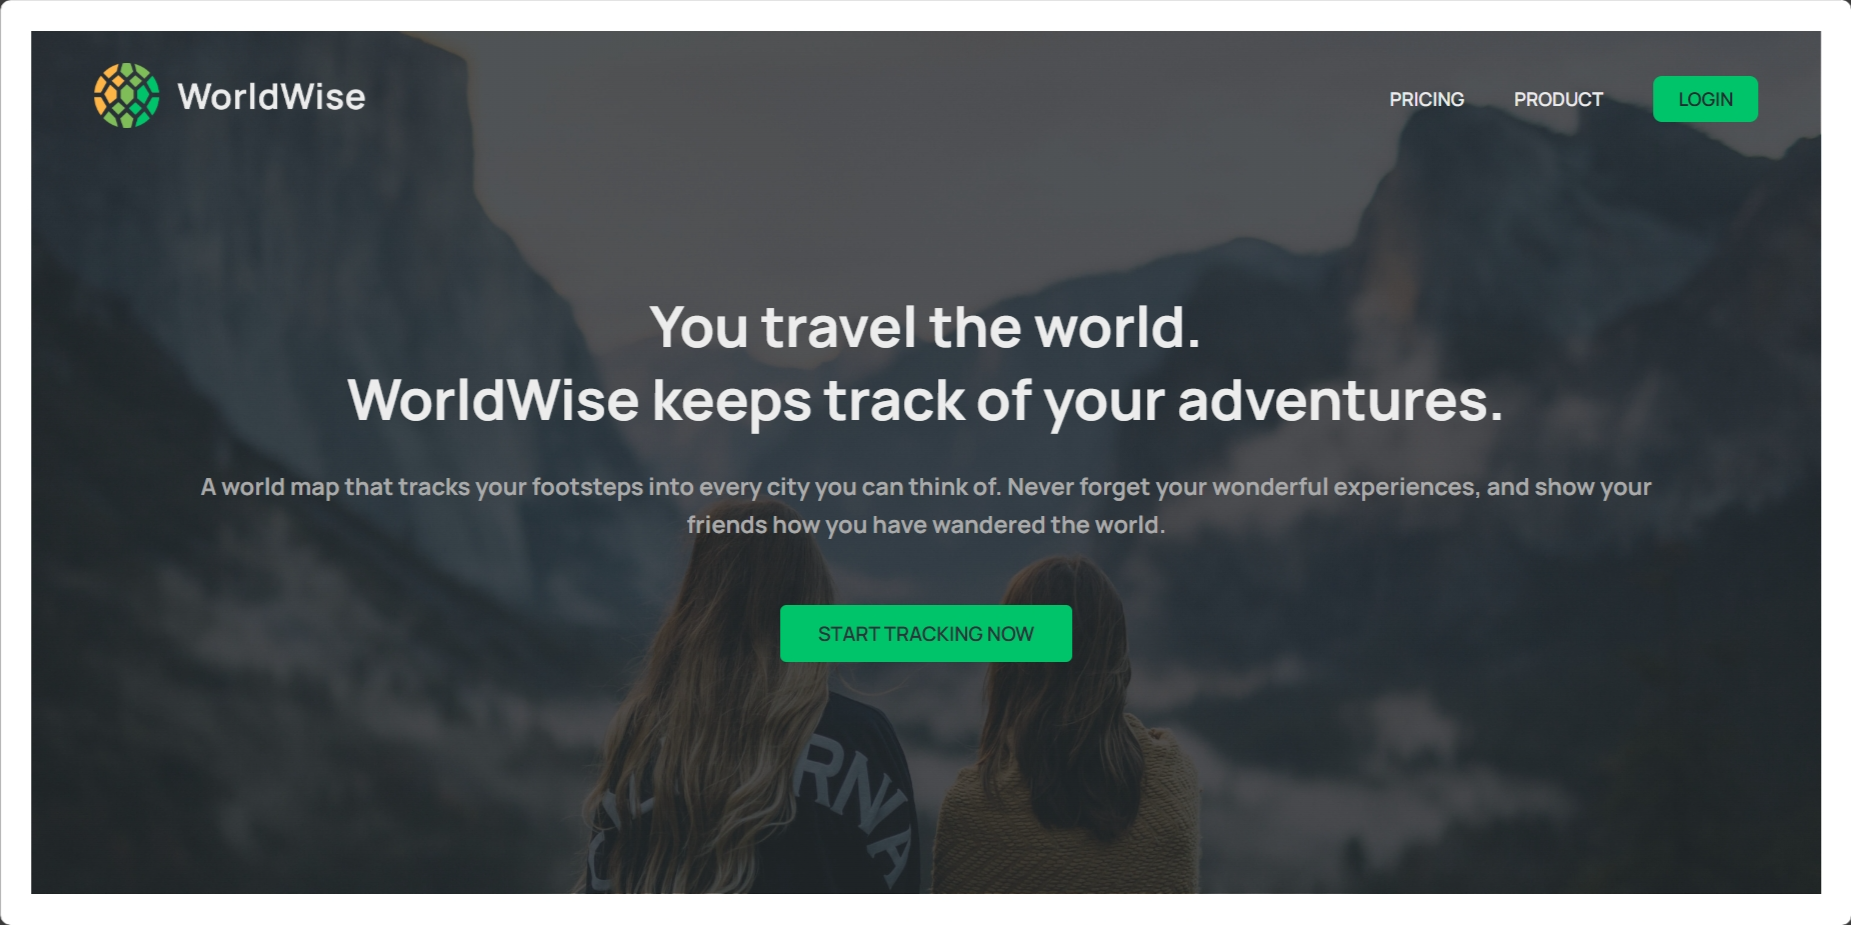 WorldWise
PRICING
PRODUCT
LOGIN
You travel the world.
WorldWise keeps track of your adventures.
A world map that tracks your footsteps into every city you can think of. Never forget your wonderful experiences, and show your
friends how you have wandered the world.
START TRACKING NOW
RNIA